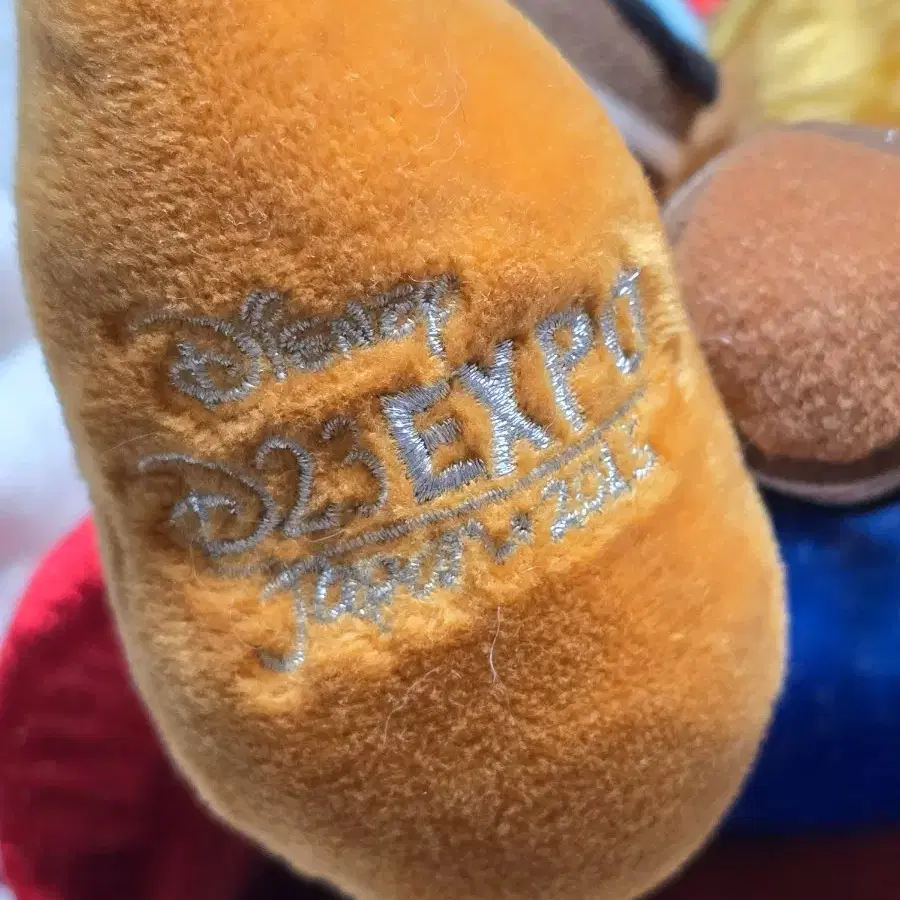 Disney
D23 EXPO
Japan · 2013